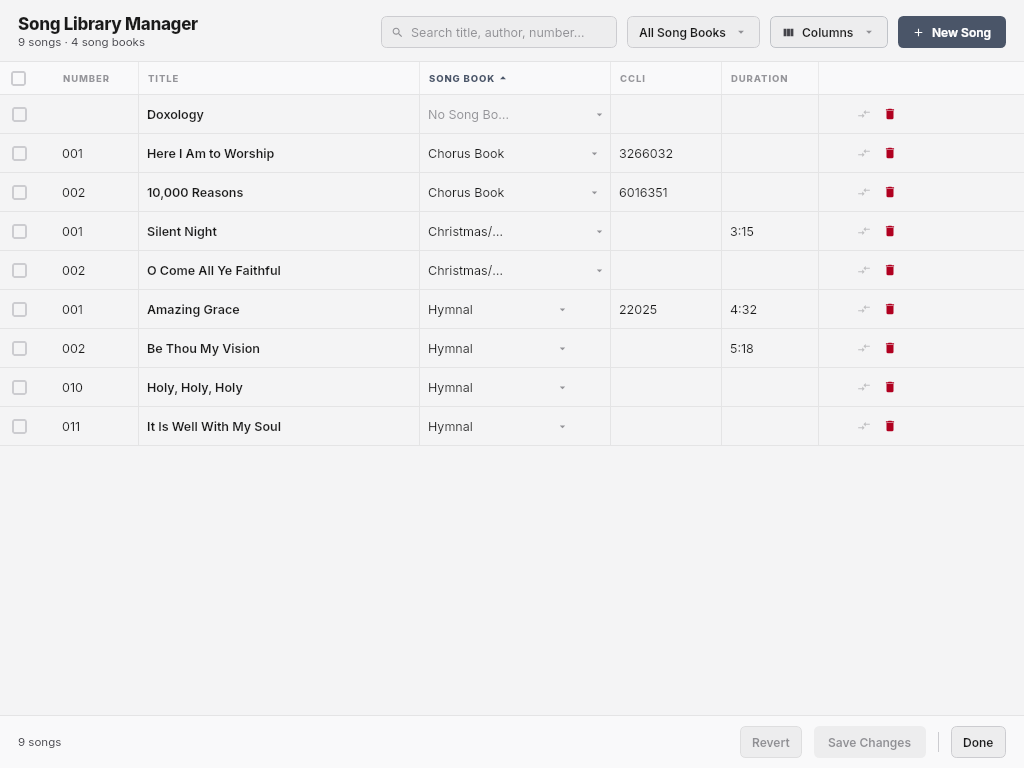 Song Library Manager
9 songs · 4 song books
Search title, author, number...
All Song Books
Columns
New Song
NUMBER TITLE SONG BOOK CCLI DURATION
Doxology No Song Bo...
001 Here I Am to Worship Chorus Book 3266032
002 10,000 Reasons Chorus Book 6016351
001 Silent Night Christmas/... 3:15
002 O Come All Ye Faithful Christmas/...
001 Amazing Grace Hymnal 22025 4:32
002 Be Thou My Vision Hymnal 5:18
010 Holy, Holy, Holy Hymnal
011 It Is Well With My Soul Hymnal
9 songs
Revert
Save Changes
Done